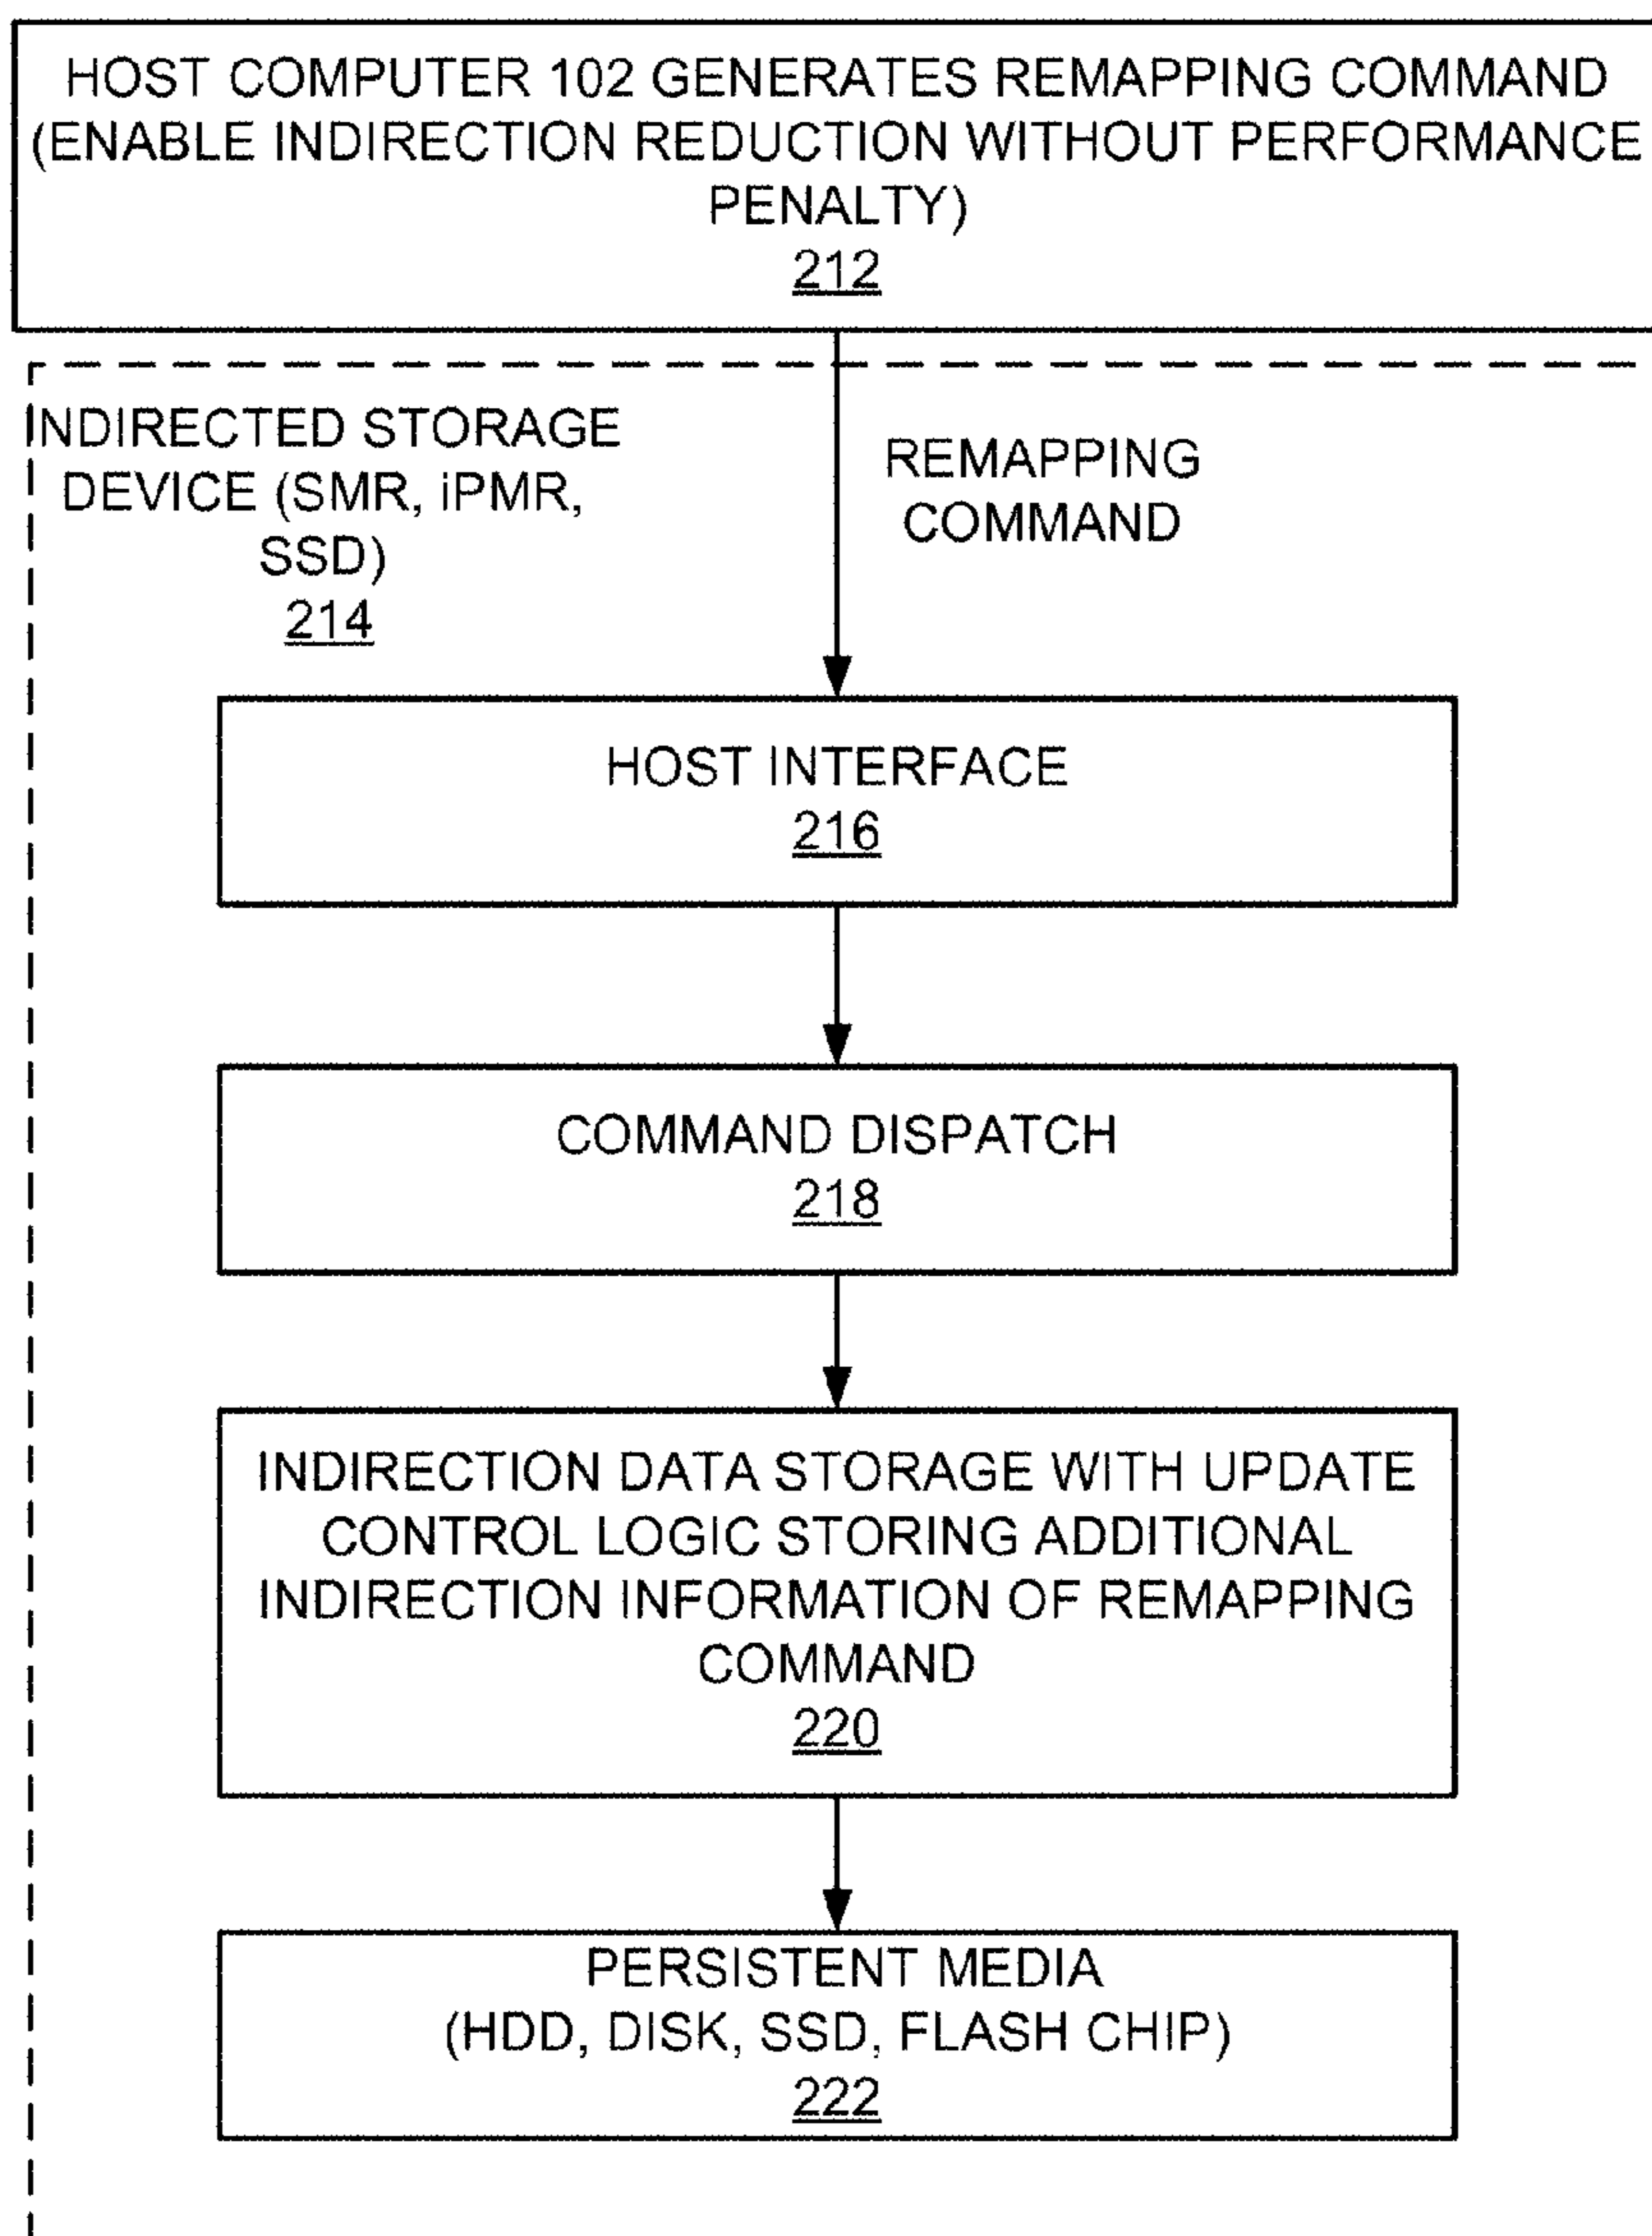 HOST COMPUTER 102 GENERATES REMAPPING COMMAND
(ENABLE INDIRECTION REDUCTION WITHOUT PERFORMANCE
PENALTY)
212
INDIRECTED STORAGE
DEVICE (SMR, iPMR,
SSD)
214
REMAPPING
COMMAND
HOST INTERFACE
216
COMMAND DISPATCH
218
INDIRECTION DATA STORAGE WITH UPDATE
CONTROL LOGIC STORING ADDITIONAL
INDIRECTION INFORMATION OF REMAPPING
COMMAND
220
PERSISTENT MEDIA
(HDD, DISK, SSD, FLASH CHIP)
222